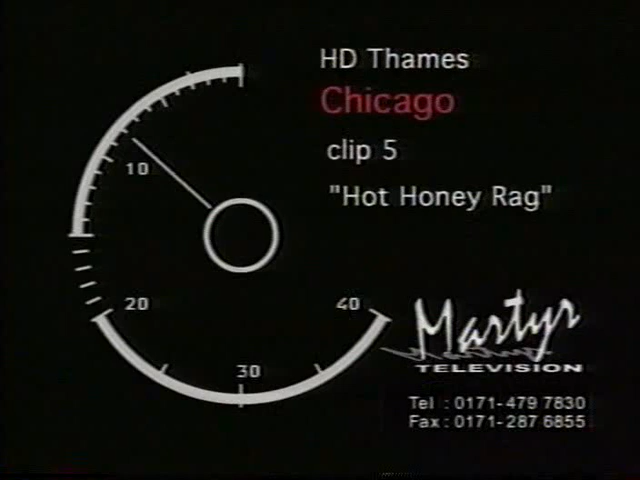 HD Thames
Chicago
clip 5
"Hot Honey Rag"
10
20
30
40
Martyr
TELEVISION
Tel : 0171- 479 7830
Fax : 0171- 287 6855